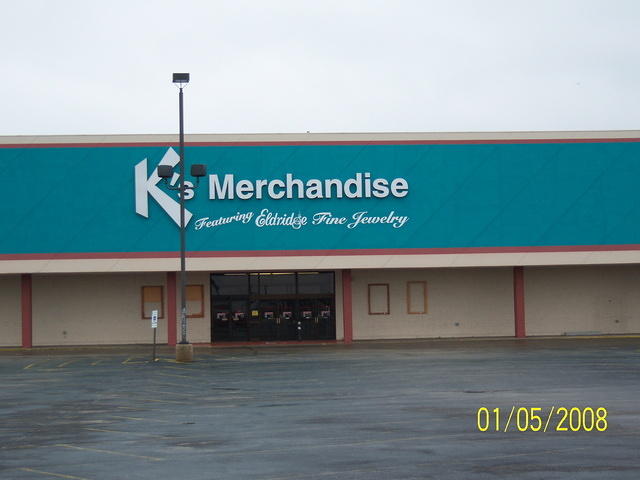 K's Merchandise
Featuring Eldridge Fine Jewelry
01/05/2008